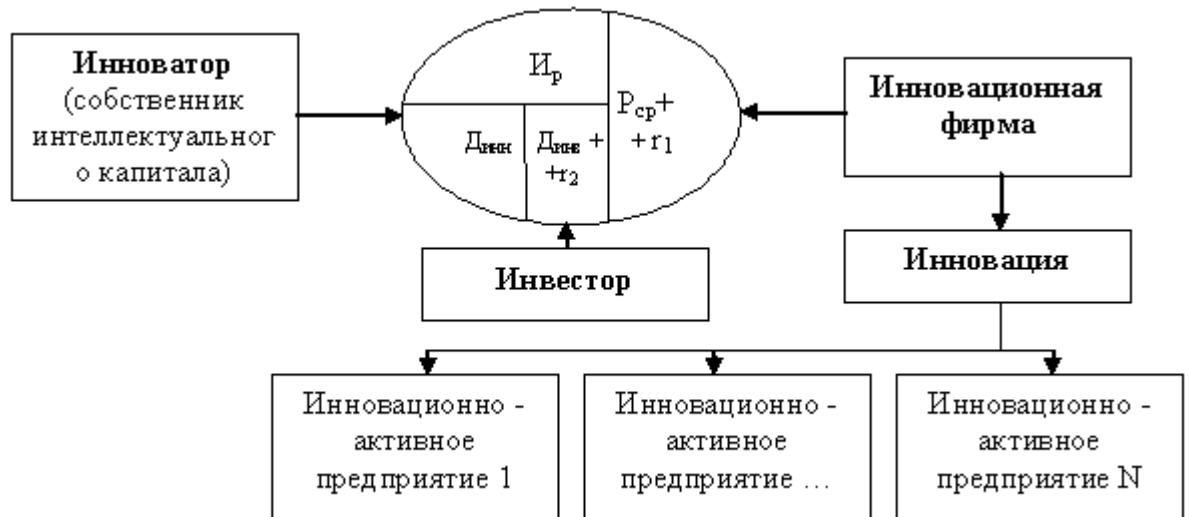 Инноватор
(собственник
интеллектуальног
о капитала)
И_р
Д_инн
Д_инв +
+r_2
Р_ср+
+ r_1
Инновационная
фирма
Инвестор
Инновация
Инновационно -
активное
предприятие 1
Инновационно -
активное
предприятие ...
Инновационно -
активное
предприятие N